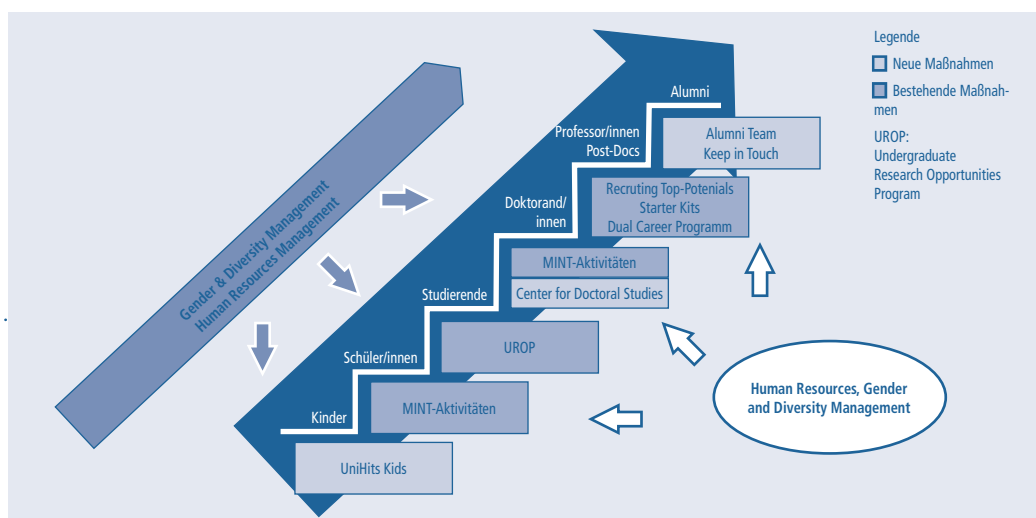 Legende
Neue Maßnahmen
Bestehende Maßnah-
men
UROP:
Undergraduate
Research Opportunities
Program
Gender & Diversity Management
Human Resources Management
Alumni
Alumni Team
Keep in Touch
Professor/innen
Post-Docs
Recruting Top-Potenials
Starter Kits
Dual Career Programm
Doktorand/
innen
MINT-Aktivitäten
Center for Doctoral Studies
Studierende
UROP
Schüler/innen
MINT-Aktivitäten
Kinder
UniHits Kids
Human Resources, Gender
and Diversity Management